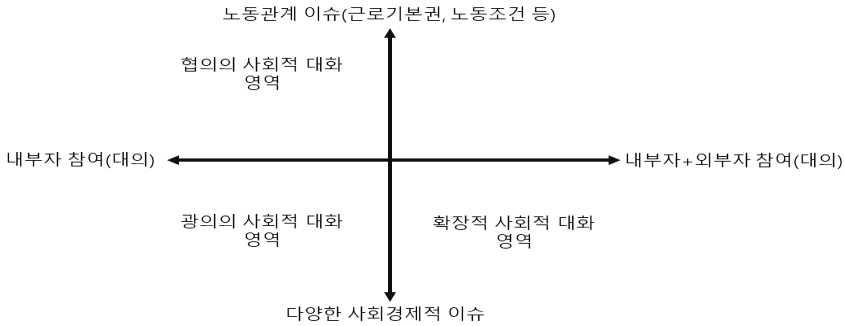 노동관계 이슈(근로기본권, 노동조건 등)
협의의 사회적 대화
영역
내부자 참여(대의)
내부자+외부자 참여(대의)
광의의 사회적 대화
영역
확장적 사회적 대화
영역
다양한 사회경제적 이슈